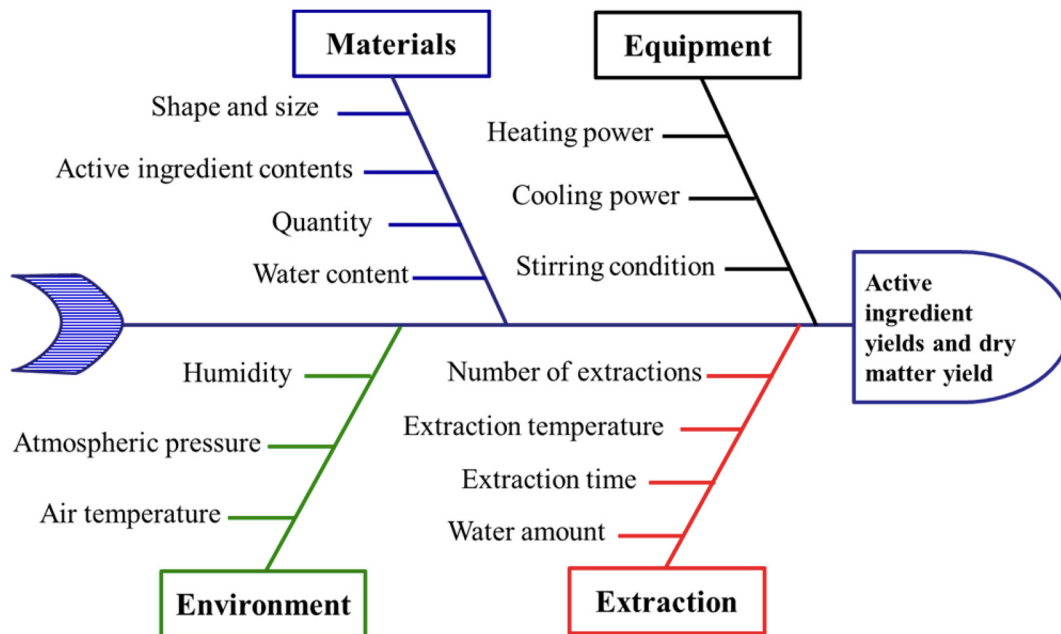 Materials
Equipment
Shape and size
Active ingredient contents
Quantity
Water content
Heating power
Cooling power
Stirring condition
Active
ingredient
yields and dry
matter yield
Humidity
Atmospheric pressure
Air temperature
Number of extractions
Extraction temperature
Extraction time
Water amount
Environment
Extraction